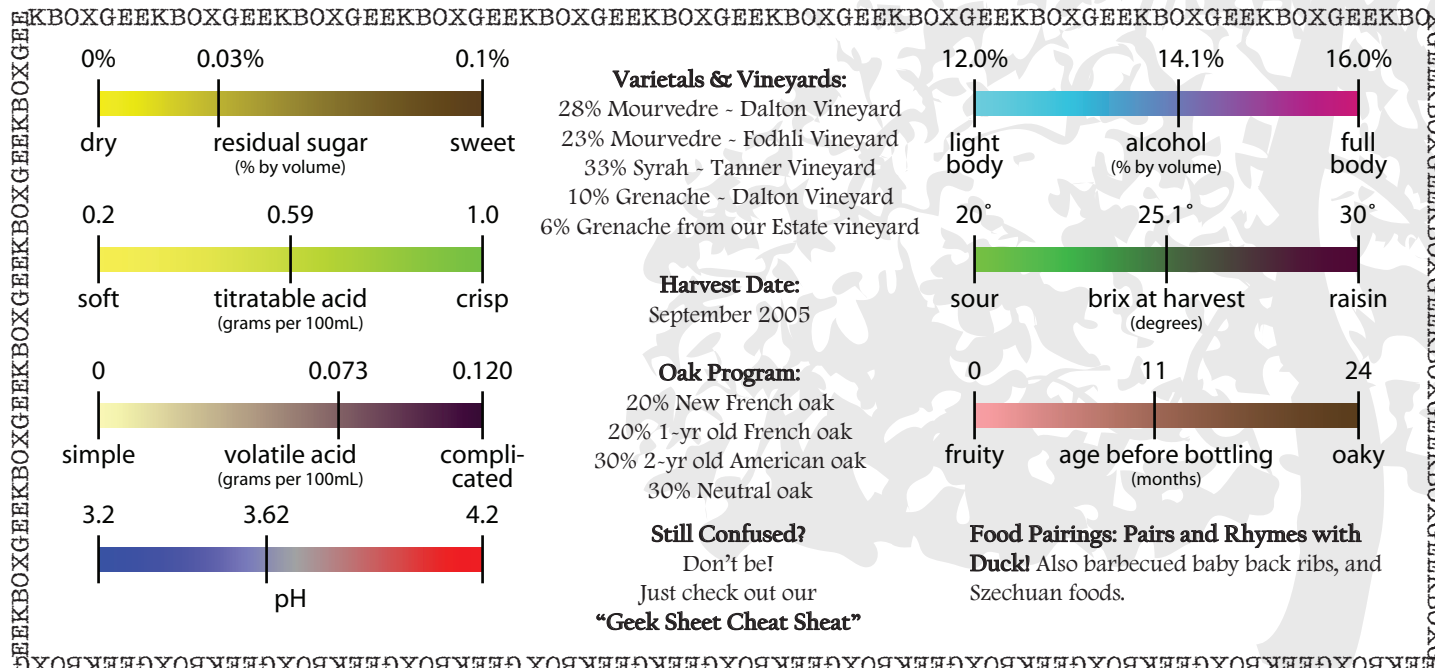 EKBOXGEEKBOXGEEKBOXGEEKBOXGEEKBOXGEEKBOXGEEKBOXGEEKBOXGEEKBOXGEEKBOXGEEKBOXGEEKBO
0% 0.03% 0.1%
dry residual sugar sweet
(% by volume)
0.2 0.59 1.0
soft titratable acid crisp
(grams per 100mL)
0 0.073 0.120
simple volatile acid compli-
(grams per 100mL) cated
3.2 3.62 4.2
pH
Varietals & Vineyards:
28% Mourvedre - Dalton Vineyard
23% Mourvedre - Fodhli Vineyard
33% Syrah - Tanner Vineyard
10% Grenache - Dalton Vineyard
6% Grenache from our Estate vineyard
Harvest Date:
September 2005
Oak Program:
20% New French oak
20% 1-yr old French oak
30% 2-yr old American oak
30% Neutral oak
Still Confused?
Don't be!
Just check out our
“Geek Sheet Cheat Sheat”
12.0% 14.1% 16.0%
light alcohol full
body (% by volume) body
20° 25.1° 30°
sour brix at harvest raisin
(degrees)
0 11 24
fruity age before bottling oaky
(months)
Food Pairings: Pairs and Rhymes with
Duck! Also barbecued baby back ribs, and
Szechuan foods.